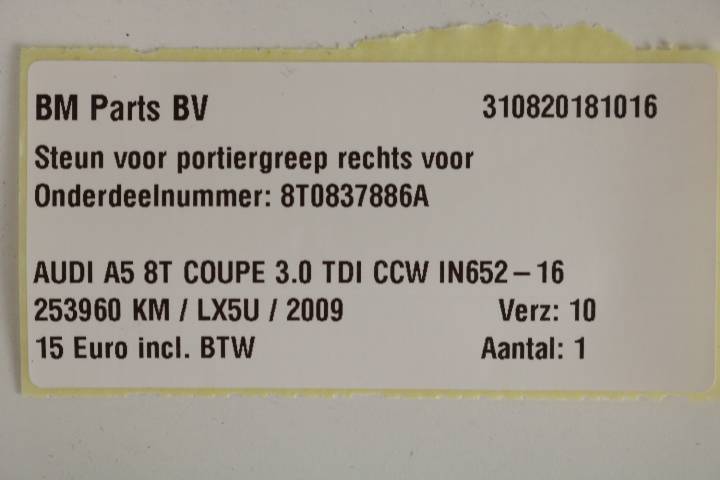 BM Parts BV 310820181016
Steun voor portiergreep rechts voor
Onderdeelnummer: 8T0837886A
AUDI A5 8T COUPE 3.0 TDI CCW IN652-16
253960 KM / LX5U / 2009 Verz: 10
15 Euro incl. BTW Aantal: 1